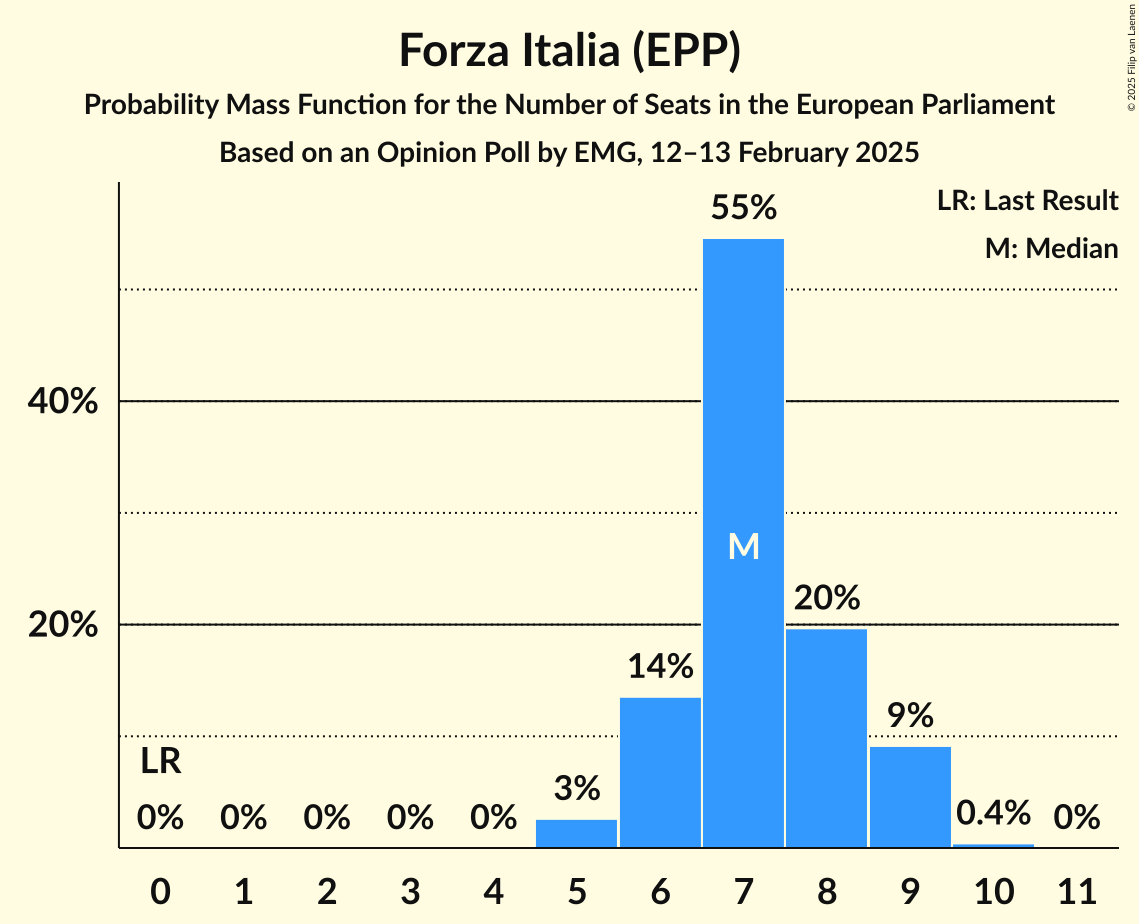 Forza Italia (EPP)
Probability Mass Function for the Number of Seats in the European Parliament
Based on an Opinion Poll by EMG, 12–13 February 2025
© 2025 Filip van Laenen
LR: Last Result
M: Median
55%
40%
M
20%
20%
14%
9%
LR
3%
0% 0% 0% 0% 0% 0.4% 0%
0 1 2 3 4 5 6 7 8 9 10 11